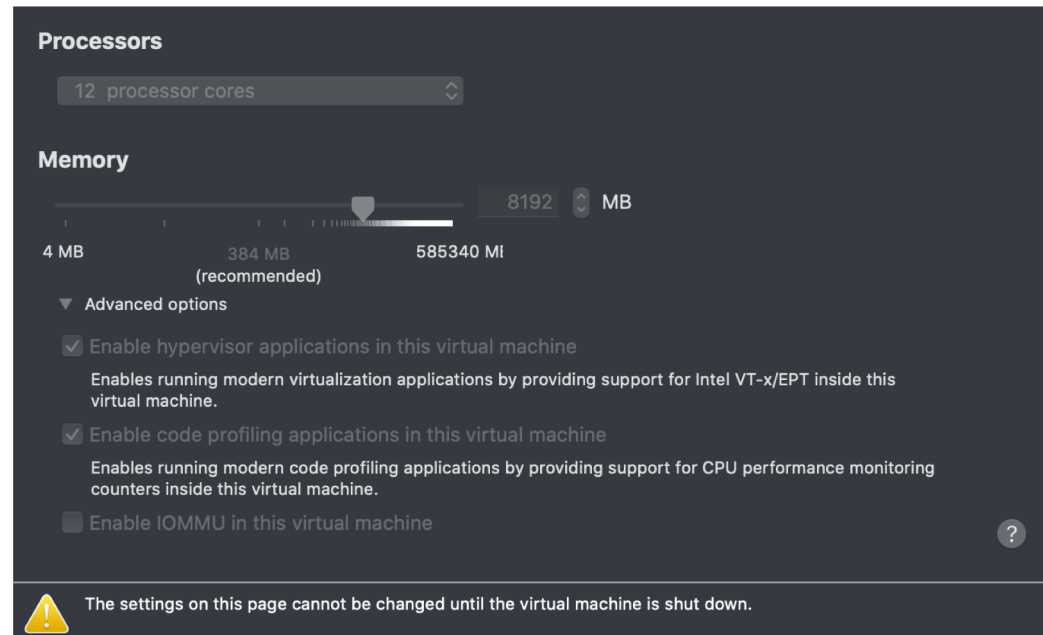 Processors
12 processor cores
Memory
8192 MB
4 MB 384 MB 585340 MB
(recommended)
Advanced options
Enable hypervisor applications in this virtual machine
Enables running modern virtualization applications by providing support for Intel VT-x/EPT inside this
virtual machine.
Enable code profiling applications in this virtual machine
Enables running modern code profiling applications by providing support for CPU performance monitoring
counters inside this virtual machine.
Enable IOMMU in this virtual machine
?
The settings on this page cannot be changed until the virtual machine is shut down.